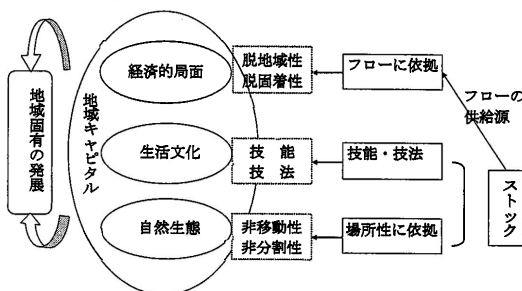 地域固有の発展
地域キャピタル
経済的局面
脱地域性
脱固着性
フローに依拠
フローの
供給源
生活文化
技 能
技 法
技能・技法
ストック
自然生態
非移動性
非分割性
場所性に依拠